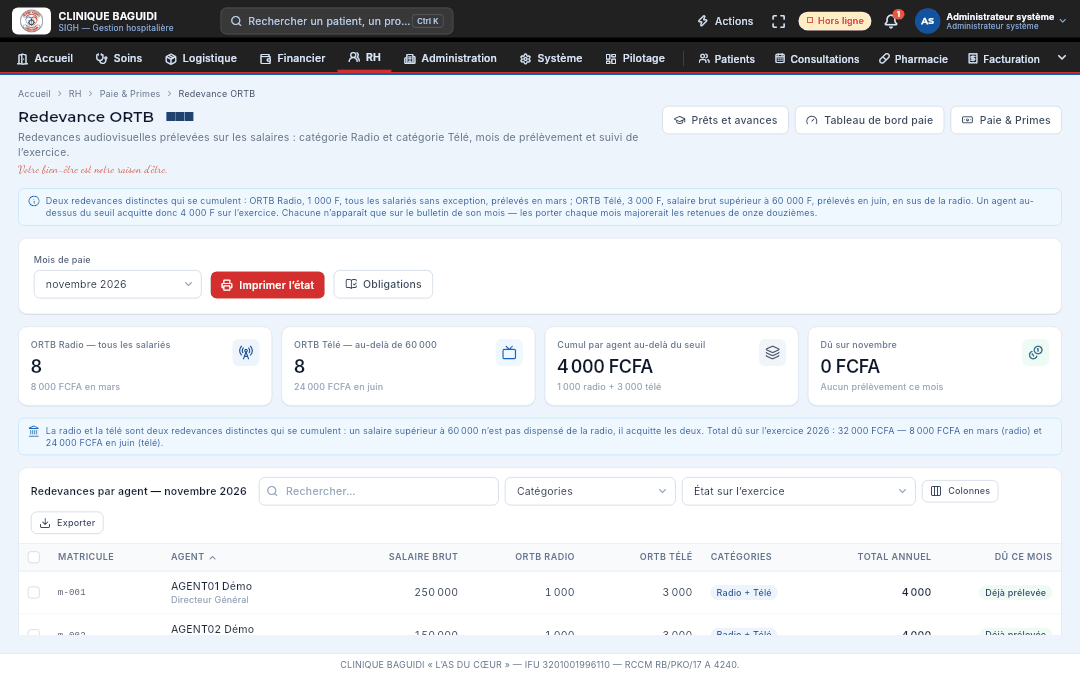 CLINIQUE BAGUIDI
SIGH — Gestion hospitalière
Rechercher un patient, un pro...
Ctrl K
Actions
Hors ligne
1
AS
Administrateur système
Administrateur système
Accueil
Soins
Logistique
Financier
RH
Administration
Système
Pilotage
Patients
Consultations
Pharmacie
Facturation
Accueil > RH > Paie & Primes > Redevance ORTB
Redevance ORTB
Redevances audiovisuelles prélevées sur les salaires : catégorie Radio et catégorie Télé, mois de prélèvement et suivi de
l’exercice.
Votre bien-être est notre raison d'être.
Prêts et avances
Tableau de bord paie
Paie & Primes
Deux redevances distinctes qui se cumulent : ORTB Radio, 1 000 F, tous les salariés sans exception, prélevés en mars ; ORTB Télé, 3 000 F, salaire brut supérieur à 60 000 F, prélevés en juin, en sus de la radio. Un agent au-
dessus du seuil acquitte donc 4 000 F sur l’exercice. Chacune n’apparaît que sur le bulletin de son mois — les porter chaque mois majorerait les retenues de onze douzièmes.
Mois de paie
novembre 2026
Imprimer l’état
Obligations
ORTB Radio — tous les salariés
8
8 000 FCFA en mars
ORTB Télé — au-delà de 60 000
8
24 000 FCFA en juin
Cumul par agent au-delà du seuil
4 000 FCFA
1 000 radio + 3 000 télé
Dû sur novembre
0 FCFA
Aucun prélèvement ce mois
La radio et la télé sont deux redevances distinctes qui se cumulent : un salaire supérieur à 60 000 n’est pas dispensé de la radio, il acquitte les deux. Total dû sur l’exercice 2026 : 32 000 FCFA — 8 000 FCFA en mars (radio) et
24 000 FCFA en juin (télé).
Redevances par agent — novembre 2026
Rechercher...
Catégories
État sur l’exercice
Colonnes
Exporter
MATRICULE AGENT SALAIRE BRUT ORTB RADIO ORTB TÉLÉ CATÉGORIES TOTAL ANNUEL DÛ CE MOIS
m-001 AGENT01 Démo 250 000 1 000 3 000 Radio + Télé 4 000 Déjà prélevée
Directeur Général
m-002 AGENT02 Démo 150 000 1 000 3 000 Radio + Télé 4 000 Déjà prélevée
CLINIQUE BAGUIDI « L’AS DU CŒUR » — IFU 3201001996110 — RCCM RB/PKO/17 A 4240.